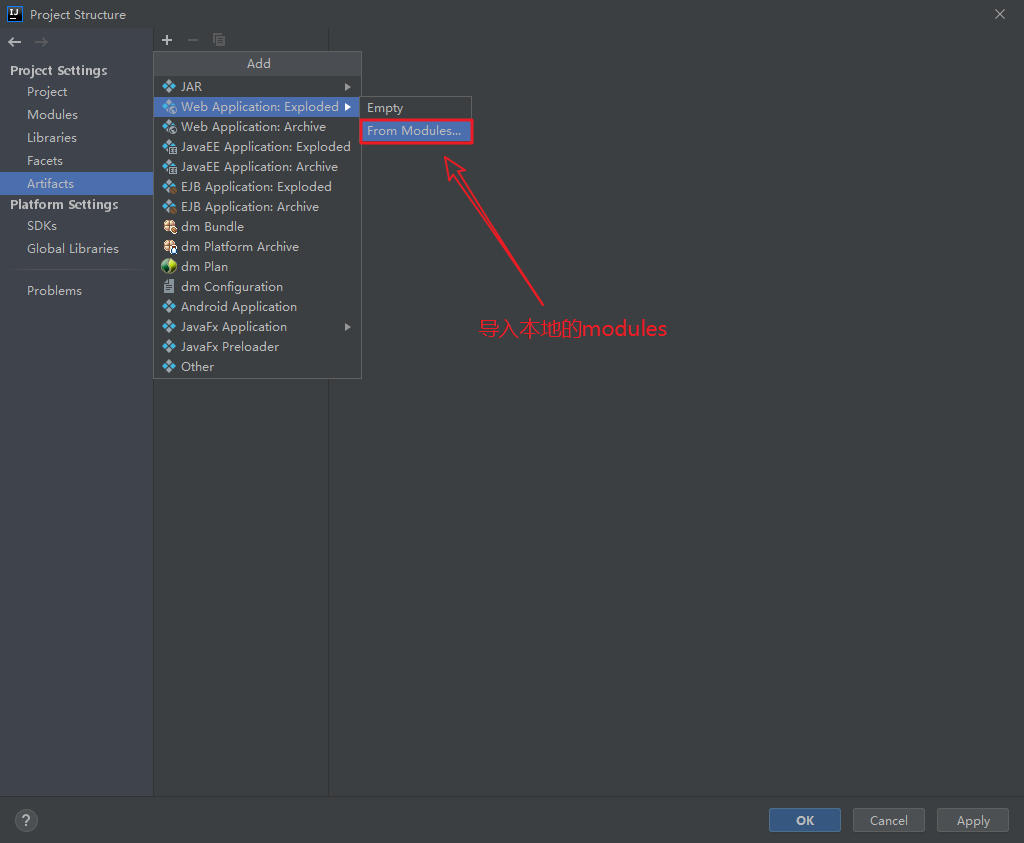 Project Structure
Project Settings
Project
Modules
Libraries
Facets
Artifacts
Platform Settings
SDKs
Global Libraries
Problems
Add
JAR
Web Application: Exploded
Web Application: Archive
JavaEE Application: Exploded
JavaEE Application: Archive
EJB Application: Exploded
EJB Application: Archive
dm Bundle
dm Platform Archive
dm Plan
dm Configuration
Android Application
JavaFx Application
JavaFx Preloader
Other
Empty
From Modules...
导入本地的modules
?
OK
Cancel
Apply